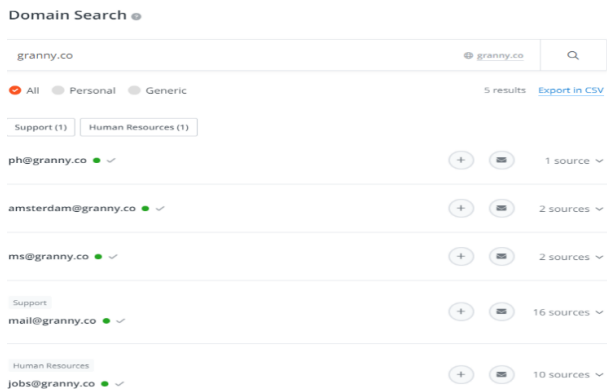 Domain Search
granny.co granny.co
All Personal Generic 5 results Export in CSV
Support (1) Human Resources (1)
ph@granny.co 1 source
amsterdam@granny.co 2 sources
ms@granny.co 2 sources
Support
mail@granny.co 16 sources
Human Resources
jobs@granny.co 10 sources